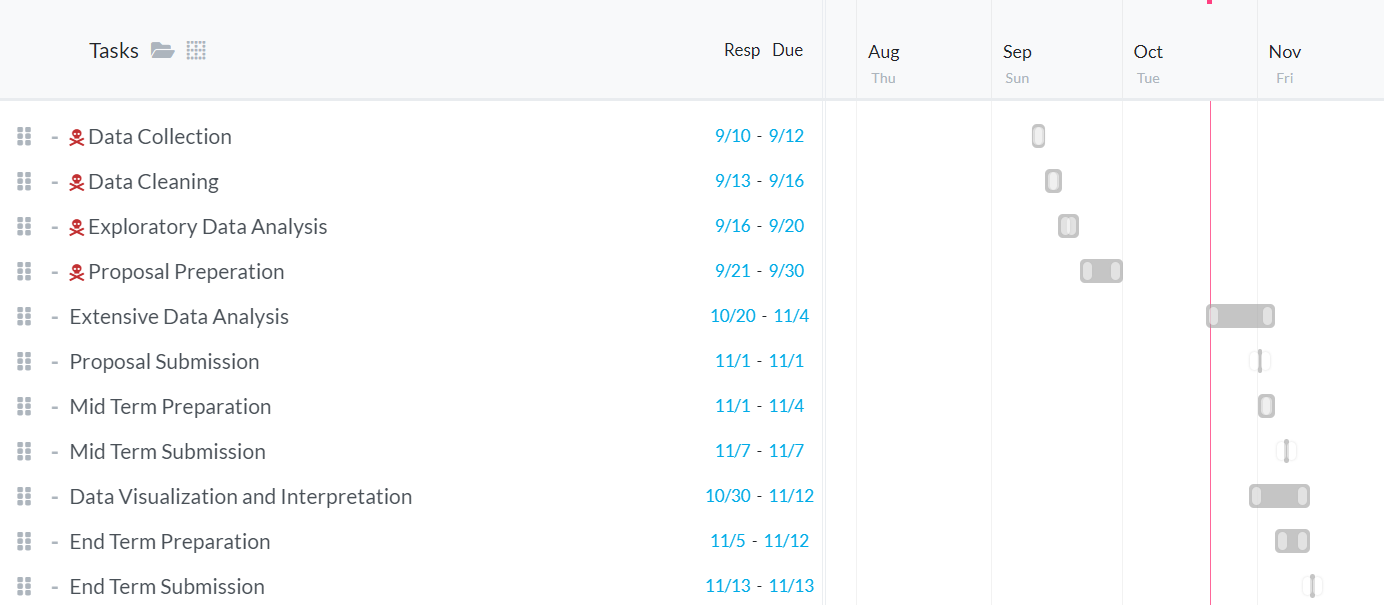 Tasks Resp Due Aug Sep Oct Nov
Thu Sun Tue Fri
- Data Collection 9/10 - 9/12
- Data Cleaning 9/13 - 9/16
- Exploratory Data Analysis 9/16 - 9/20
- Proposal Preperation 9/21 - 9/30
- Extensive Data Analysis 10/20 - 11/4
- Proposal Submission 11/1 - 11/1
- Mid Term Preparation 11/1 - 11/4
- Mid Term Submission 11/7 - 11/7
- Data Visualization and Interpretation 10/30 - 11/12
- End Term Preparation 11/5 - 11/12
- End Term Submission 11/13 - 11/13